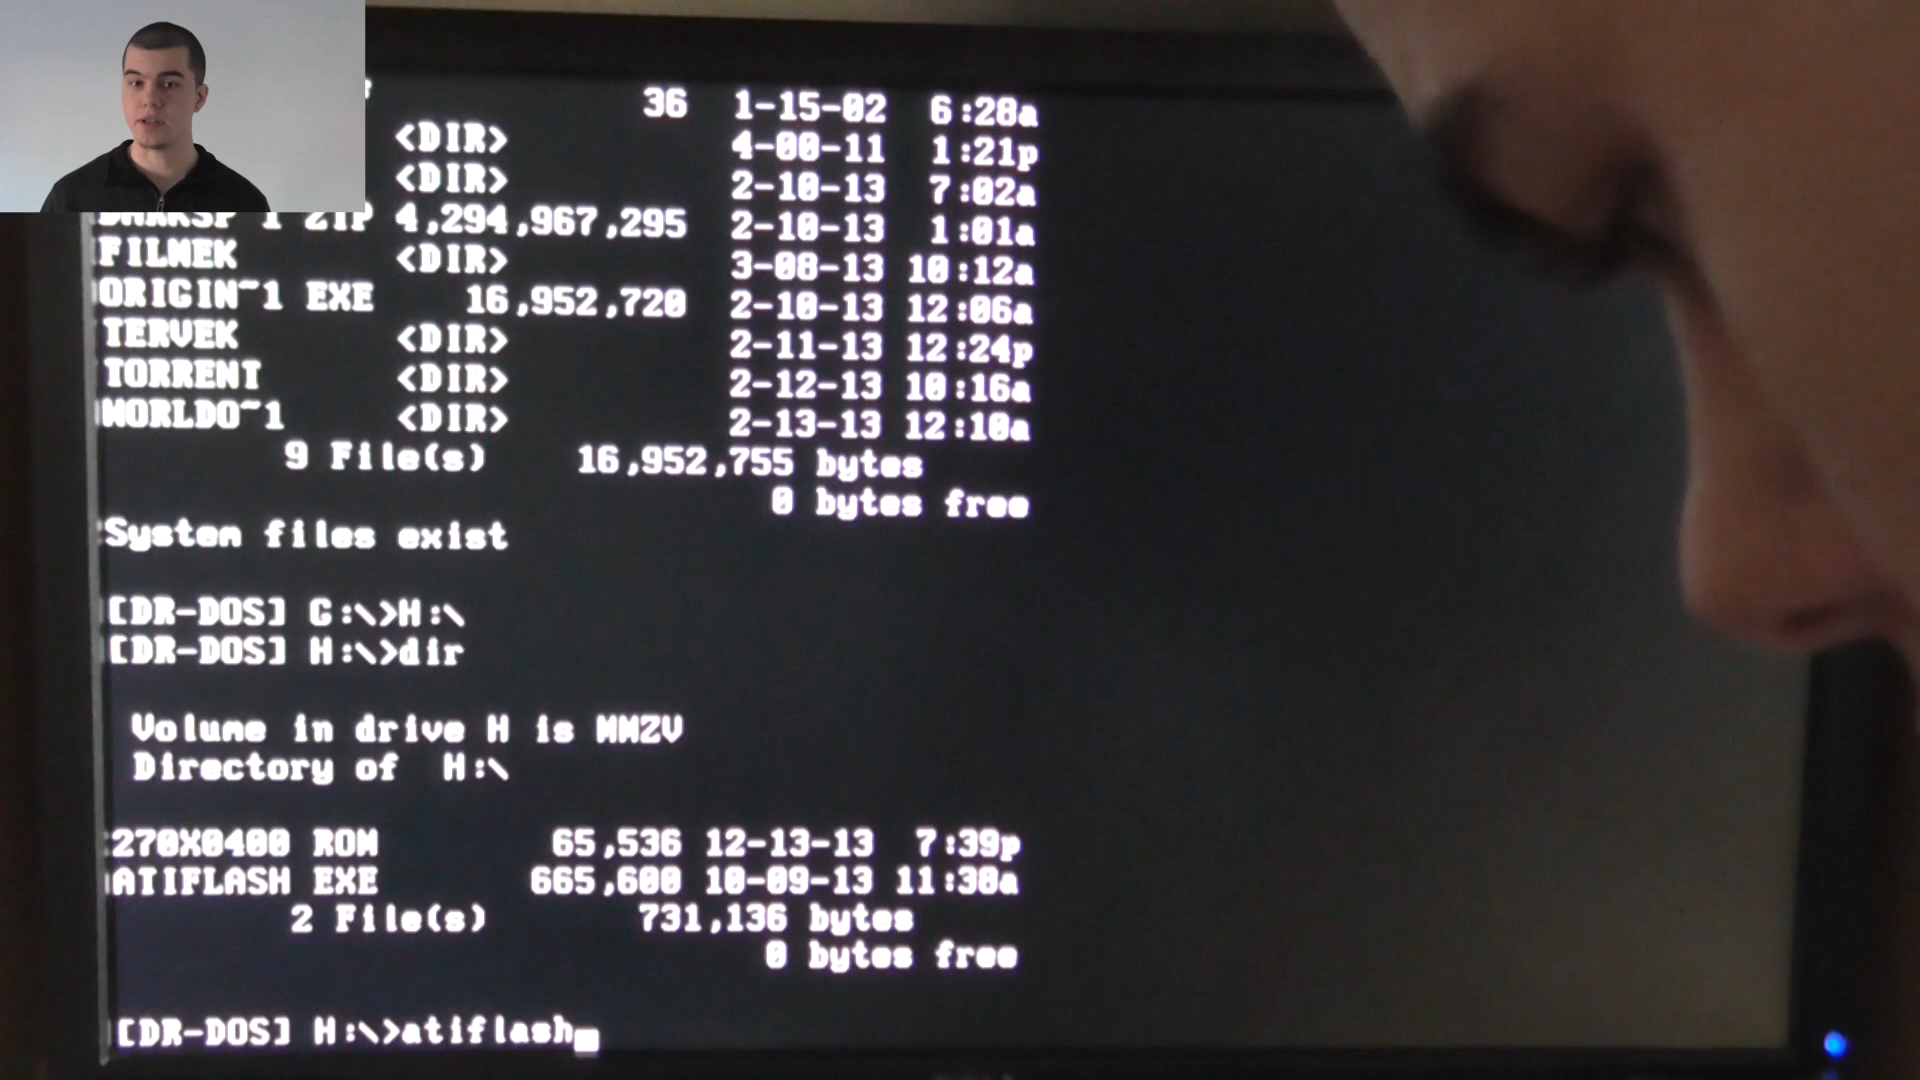 36 1-15-02 6:28a
<DIR> 4-00-11 1:21p
<DIR> 2-10-13 7:02a
1 ZIP 4,294,967,295 2-10-13 1:01a
FILMEK <DIR> 3-08-13 10:12a
ORIGIN~1 EXE 16,952,720 2-10-13 12:06a
TERVEK <DIR> 2-11-13 12:24p
TORRENT <DIR> 2-12-13 10:16a
WORLDO~1 <DIR> 2-13-13 12:10a
9 File(s) 16,952,755 bytes
0 bytes free
System files exist
[DR-DOS] G:\>H:\
[DR-DOS] H:\>dir
Volume in drive H is MMZV
Directory of H:\
270X0400 ROM 65,536 12-13-13 7:39p
ATIFLASH EXE 665,600 10-09-13 11:38a
2 File(s) 731,136 bytes
0 bytes free
[DR-DOS] H:\>atiflash